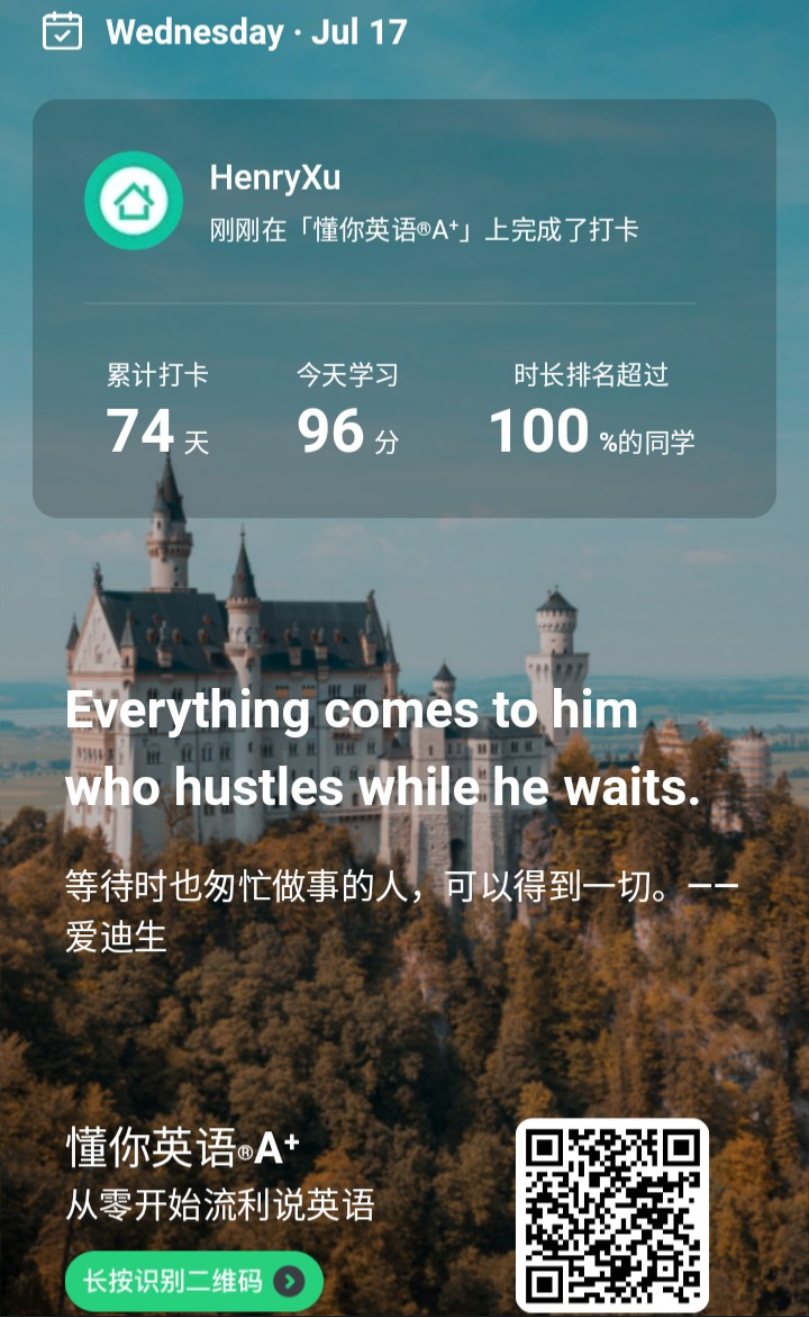 Wednesday · Jul 17
HenryXu
刚刚在「懂你英语®A⁺」上完成了打卡
累计打卡 今天学习 时长排名超过
74 天 96 分 100 %的同学
Everything comes to him
who hustles while he waits.
等待时也匆忙做事的人，可以得到一切。——
爱迪生
懂你英语®A⁺
从零开始流利说英语
长按识别二维码